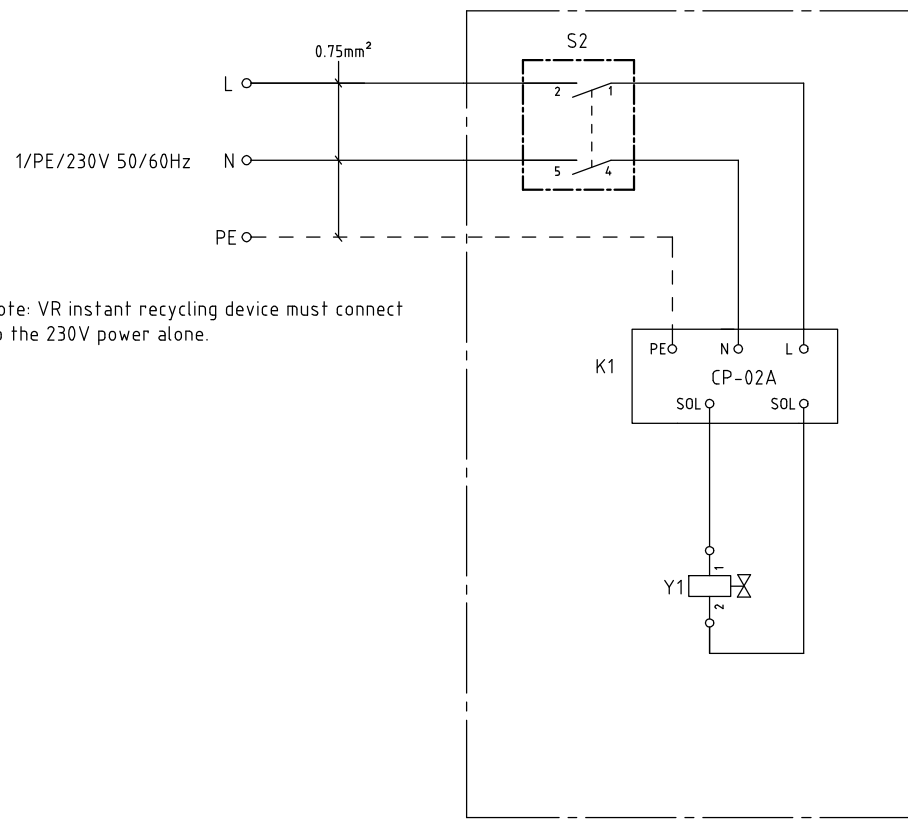 S2
0.75mm²
L
2 1
1/PE/230V 50/60Hz N
5 4
PE
ote: VR instant recycling device must connect
o the 230V power alone.
PE N L
K1
CP-02A
SOL SOL
1
Y1
2